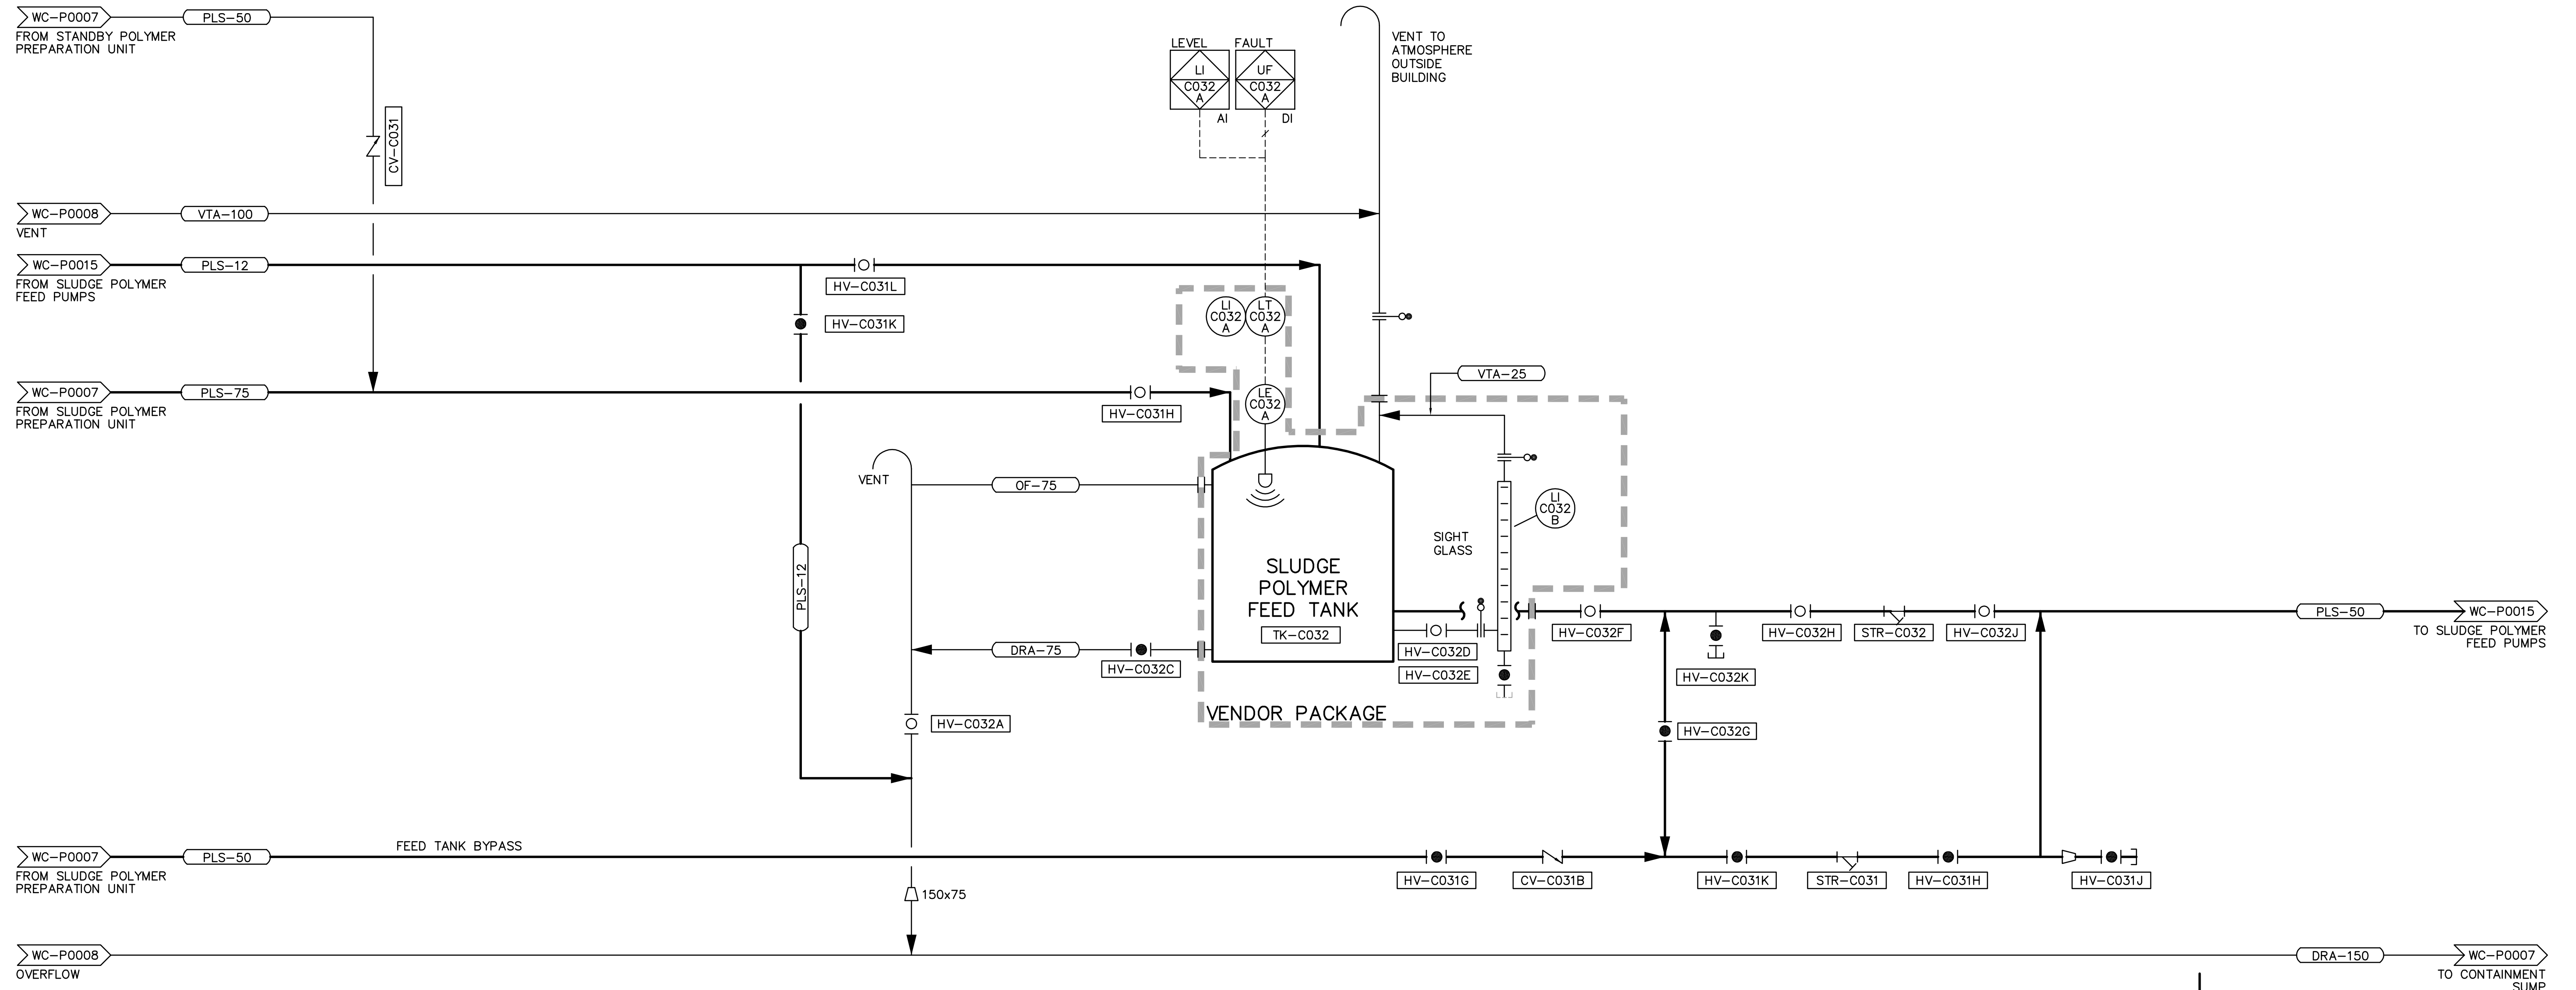 WC-P0007
PLS-50
FROM STANDBY POLYMER
PREPARATION UNIT
CV-C031
WC-P0008
VTA-100
VENT
WC-P0015
PLS-12
FROM SLUDGE POLYMER
FEED PUMPS
HV-C031L
HV-C031K
WC-P0007
PLS-75
FROM SLUDGE POLYMER
PREPARATION UNIT
HV-C031H
LEVEL
LI
C032
A
AI
FAULT
UF
C032
A
DI
VENT TO
ATMOSPHERE
OUTSIDE
BUILDING
LI
C032
A
LT
C032
A
LE
C032
A
VTA-25
VENT
OF-75
LI
C032
B
SIGHT
GLASS
SLUDGE
POLYMER
FEED TANK
TK-C032
PLS-12
DRA-75
HV-C032C
HV-C032D
HV-C032E
HV-C032A
VENDOR PACKAGE
HV-C032F
HV-C032K
HV-C032H
STR-C032
HV-C032J
PLS-50
WC-P0015
TO SLUDGE POLYMER
FEED PUMPS
HV-C032G
WC-P0007
PLS-50
FEED TANK BYPASS
FROM SLUDGE POLYMER
PREPARATION UNIT
HV-C031G
CV-C031B
HV-C031K
STR-C031
HV-C031H
HV-C031J
150x75
WC-P0008
OVERFLOW
DRA-150
WC-P0007
TO CONTAINMENT
SUMP